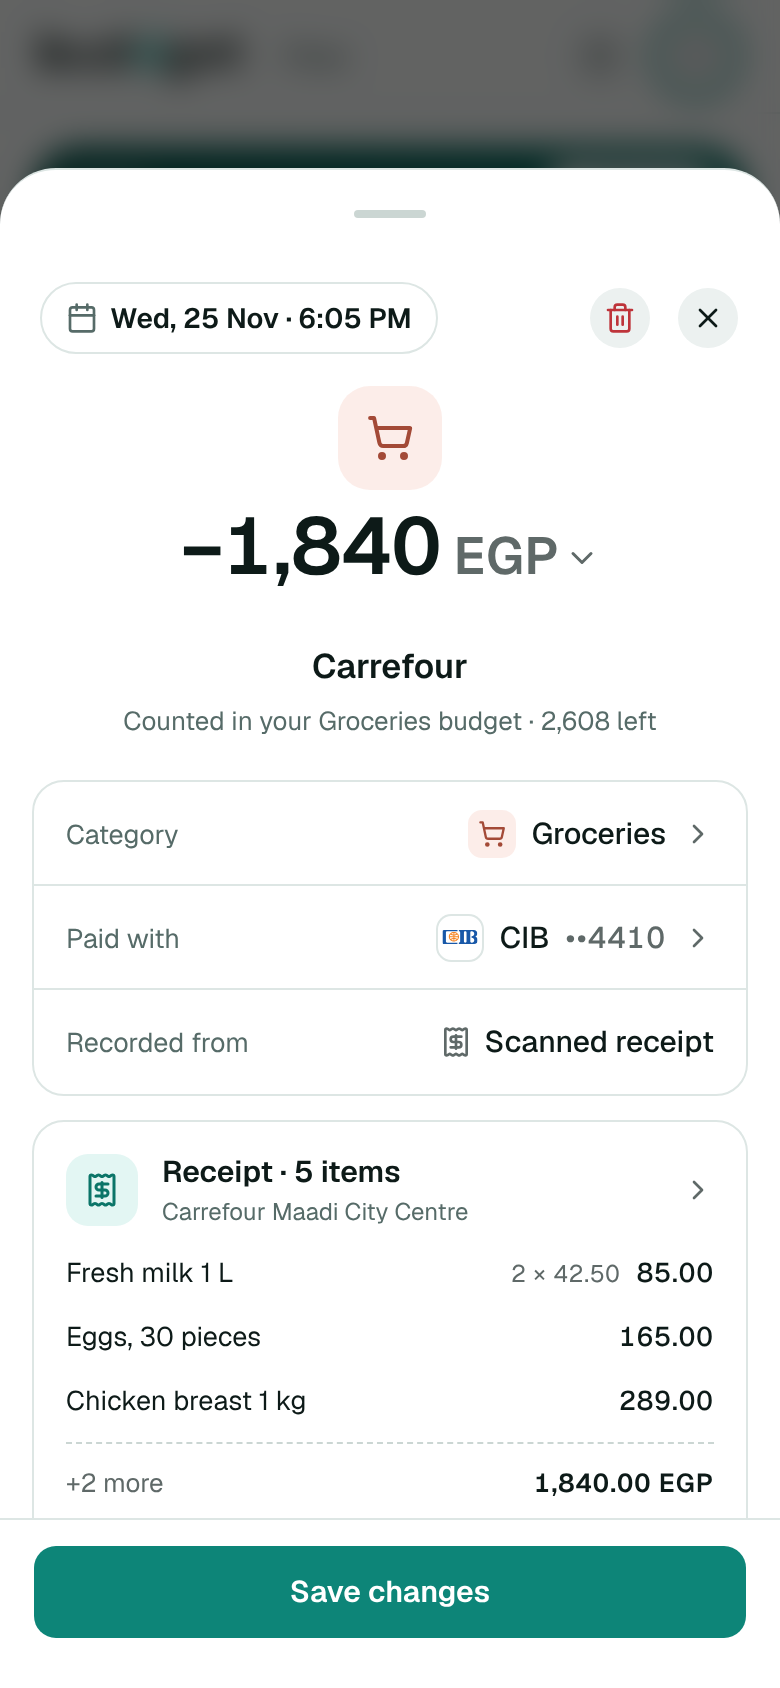 Wed, 25 Nov · 6:05 PM
−1,840 EGP
Carrefour
Counted in your Groceries budget · 2,608 left
Category Groceries
Paid with CIB CIB ••4410
Recorded from Scanned receipt
Receipt · 5 items
Carrefour Maadi City Centre
Fresh milk 1 L 2 × 42.50 85.00
Eggs, 30 pieces 165.00
Chicken breast 1 kg 289.00
+2 more 1,840.00 EGP
Save changes